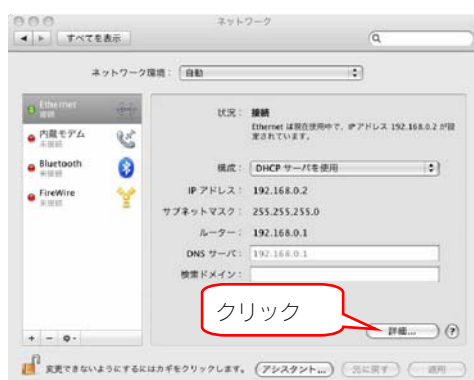 ネットワーク
すべてを表示
ネットワーク環境: 自動
Ethernet
接続
内蔵モデム
未接続
Bluetooth
未接続
FireWire
未接続
状況: 接続
Ethernet は現在使用中で、IP アドレス 192.168.0.2 が設
定されています。
構成: DHCP サーバを使用
IP アドレス: 192.168.0.2
サブネットマスク: 255.255.255.0
ルーター: 192.168.0.1
DNS サーバ: 192.168.0.1
検索ドメイン:
クリック
詳細... ?
+ -
変更できないようにするにはカギをクリックします。 アシスタント... 元に戻す 適用